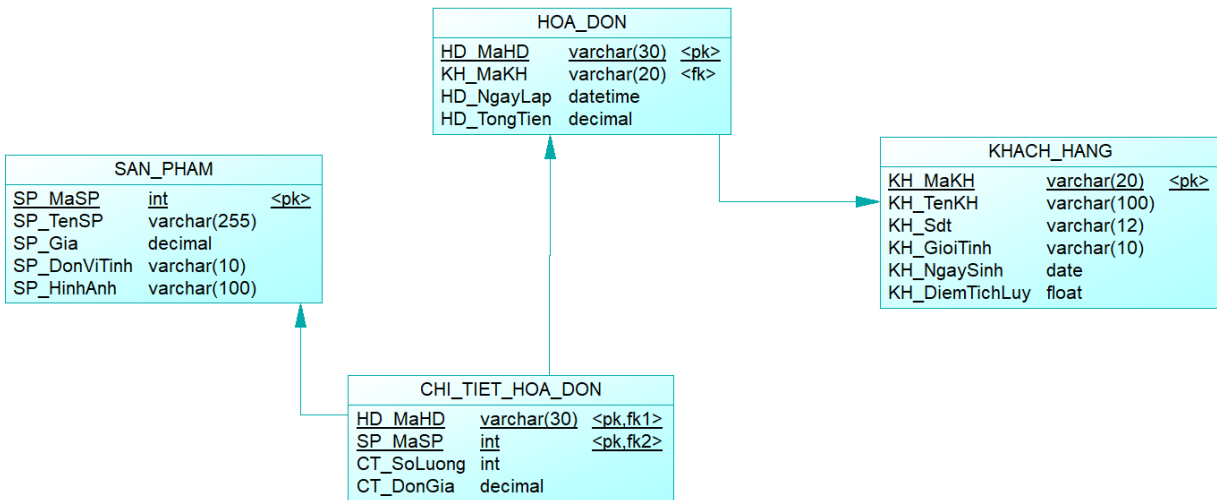 HOA_DON
HD_MaHD varchar(30) <pk>
KH_MaKH varchar(20) <fk>
HD_NgayLap datetime
HD_TongTien decimal
SAN_PHAM
SP_MaSP int <pk>
SP_TenSP varchar(255)
SP_Gia decimal
SP_DonViTinh varchar(10)
SP_HinhAnh varchar(100)
KHACH_HANG
KH_MaKH varchar(20) <pk>
KH_TenKH varchar(100)
KH_Sdt varchar(12)
KH_GioiTinh varchar(10)
KH_NgaySinh date
KH_DiemTichLuy float
CHI_TIET_HOA_DON
HD_MaHD varchar(30) <pk,fk1>
SP_MaSP int <pk,fk2>
CT_SoLuong int
CT_DonGia decimal